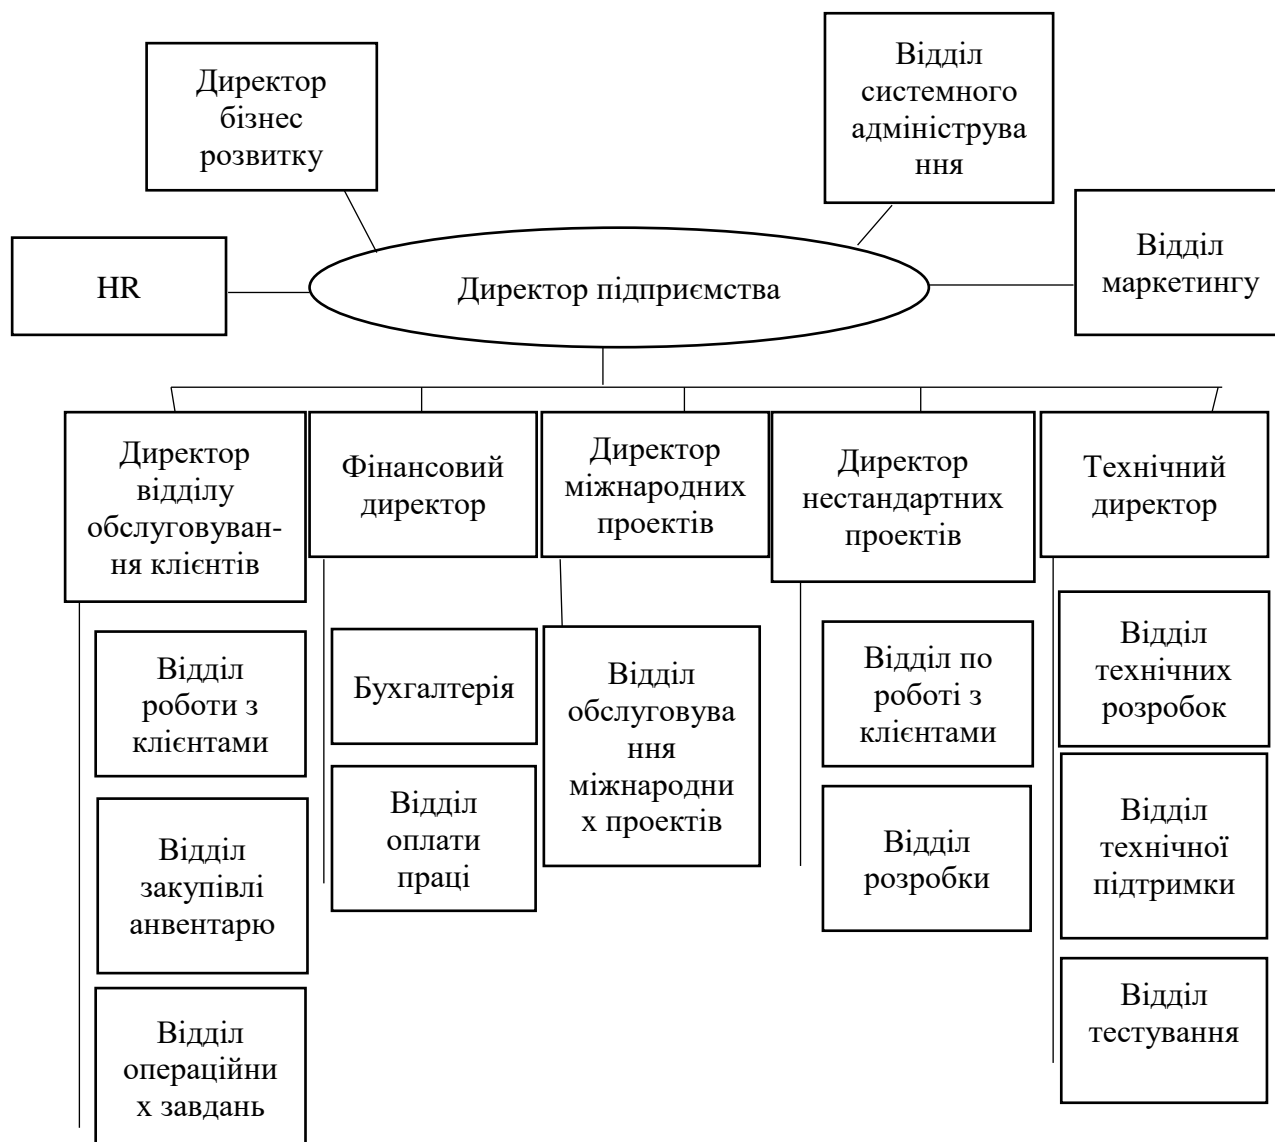 Директор
бізнес
розвитку
Відділ
системного
адмініструва
ння
HR
Директор підприємства
Відділ
маркетингу
Директор
відділу
обслуговуван-
ня клієнтів
Фінансовий
директор
Директор
міжнародних
проектів
Директор
нестандартних
проектів
Технічний
директор
Відділ
роботи з
клієнтами
Відділ
закупівлі
анвентарю
Відділ
операційни
х завдань
Бухгалтерія
Відділ
оплати
праці
Відділ
обслуговува
ння
міжнародни
х проектів
Відділ по
роботі з
клієнтами
Відділ
розробки
Відділ
технічних
розробок
Відділ
технічної
підтримки
Відділ
тестування